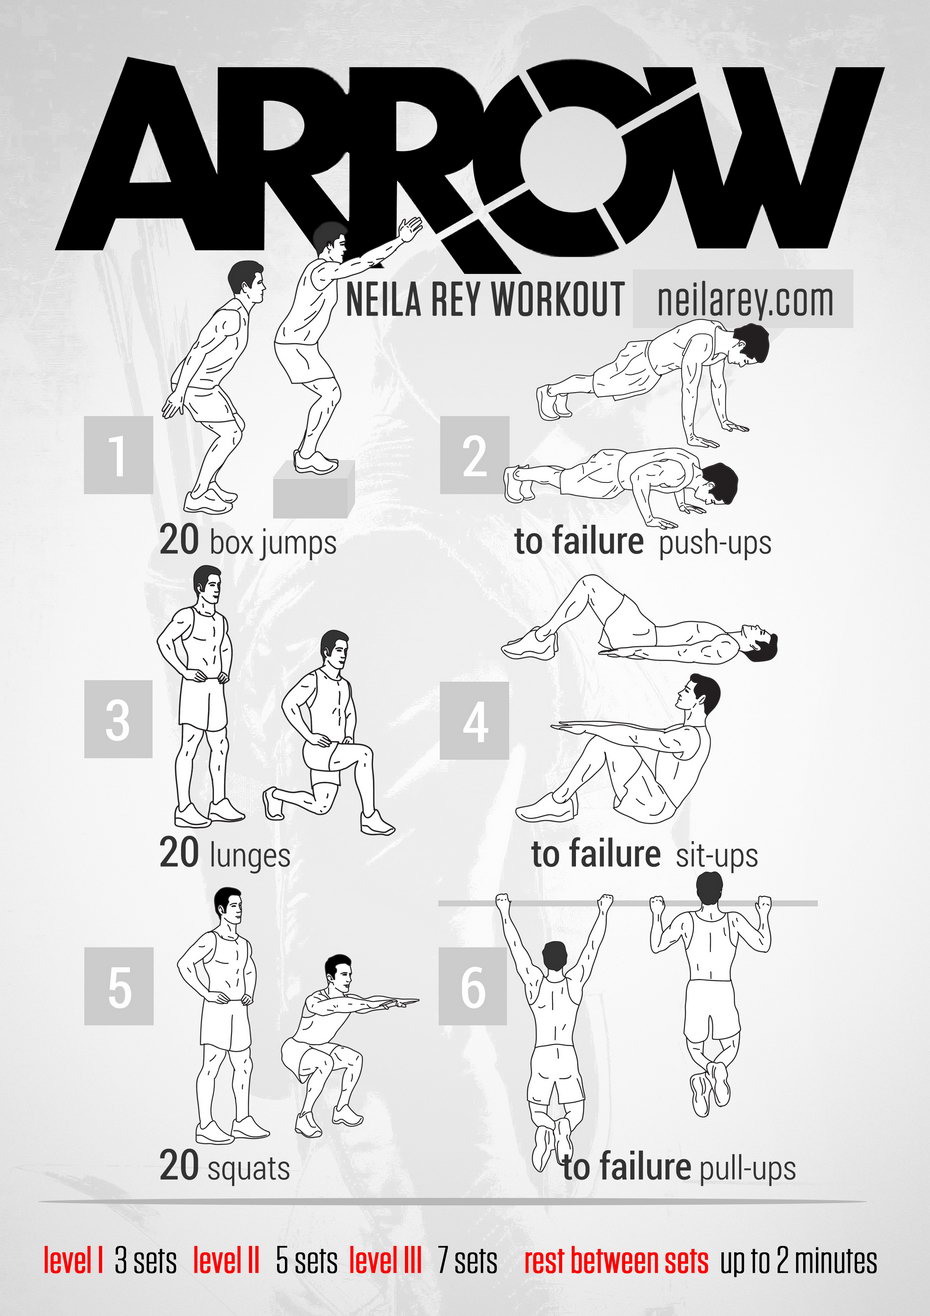 ARROW
NEILA REY WORKOUT neilarey.com
1
20 box jumps
2
to failure push-ups
3
20 lunges
4
to failure sit-ups
5
20 squats
6
to failure pull-ups
level I 3 sets level II 5 sets level III 7 sets rest between sets up to 2 minutes